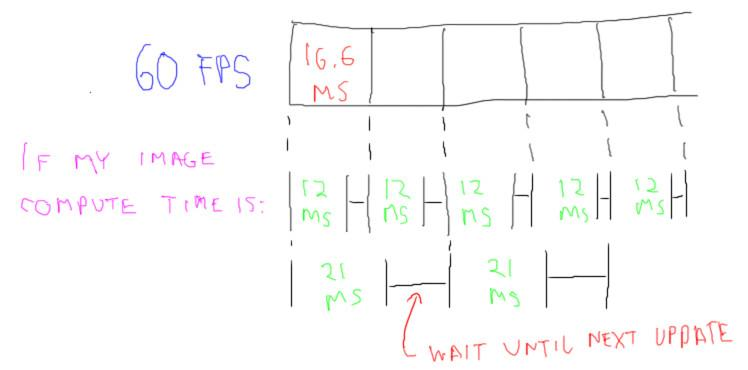 60 FPS
16.6
MS
IF MY IMAGE
COMPUTE TIME IS:
12 MS
12 MS
12 MS
12 MS
12 MS
21 MS
21 MS
WAIT UNTIL NEXT UPDATE